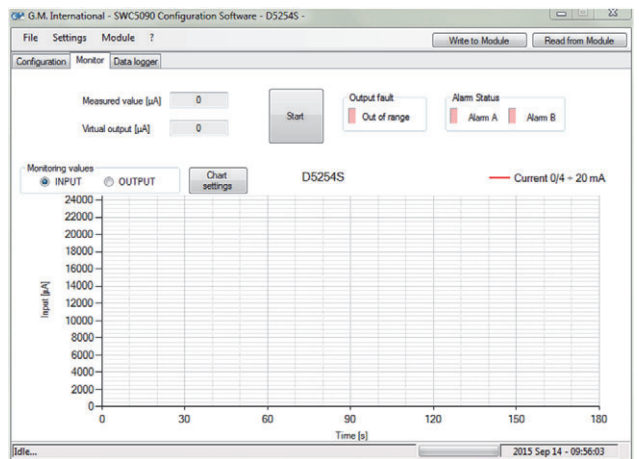 G.M. International - SWC5090 Configuration Software - D5254S -
File Settings Module ? Write to Module Read from Module
Configuration Monitor Data logger
Measured value [µA] 0
Virtual output [µA] 0
Start
Output fault
Out of range
Alarm Status
Alarm A Alarm B
Monitoring values
INPUT OUTPUT
Chart
settings
D5254S
Current 0/4 ÷ 20 mA
24000
22000
20000
18000
16000
14000
12000
10000
8000
6000
4000
2000
0
Input [µA]
0 30 60 90 120 150 180
Time [s]
Idle... 2015 Sep 14 - 09:56:03